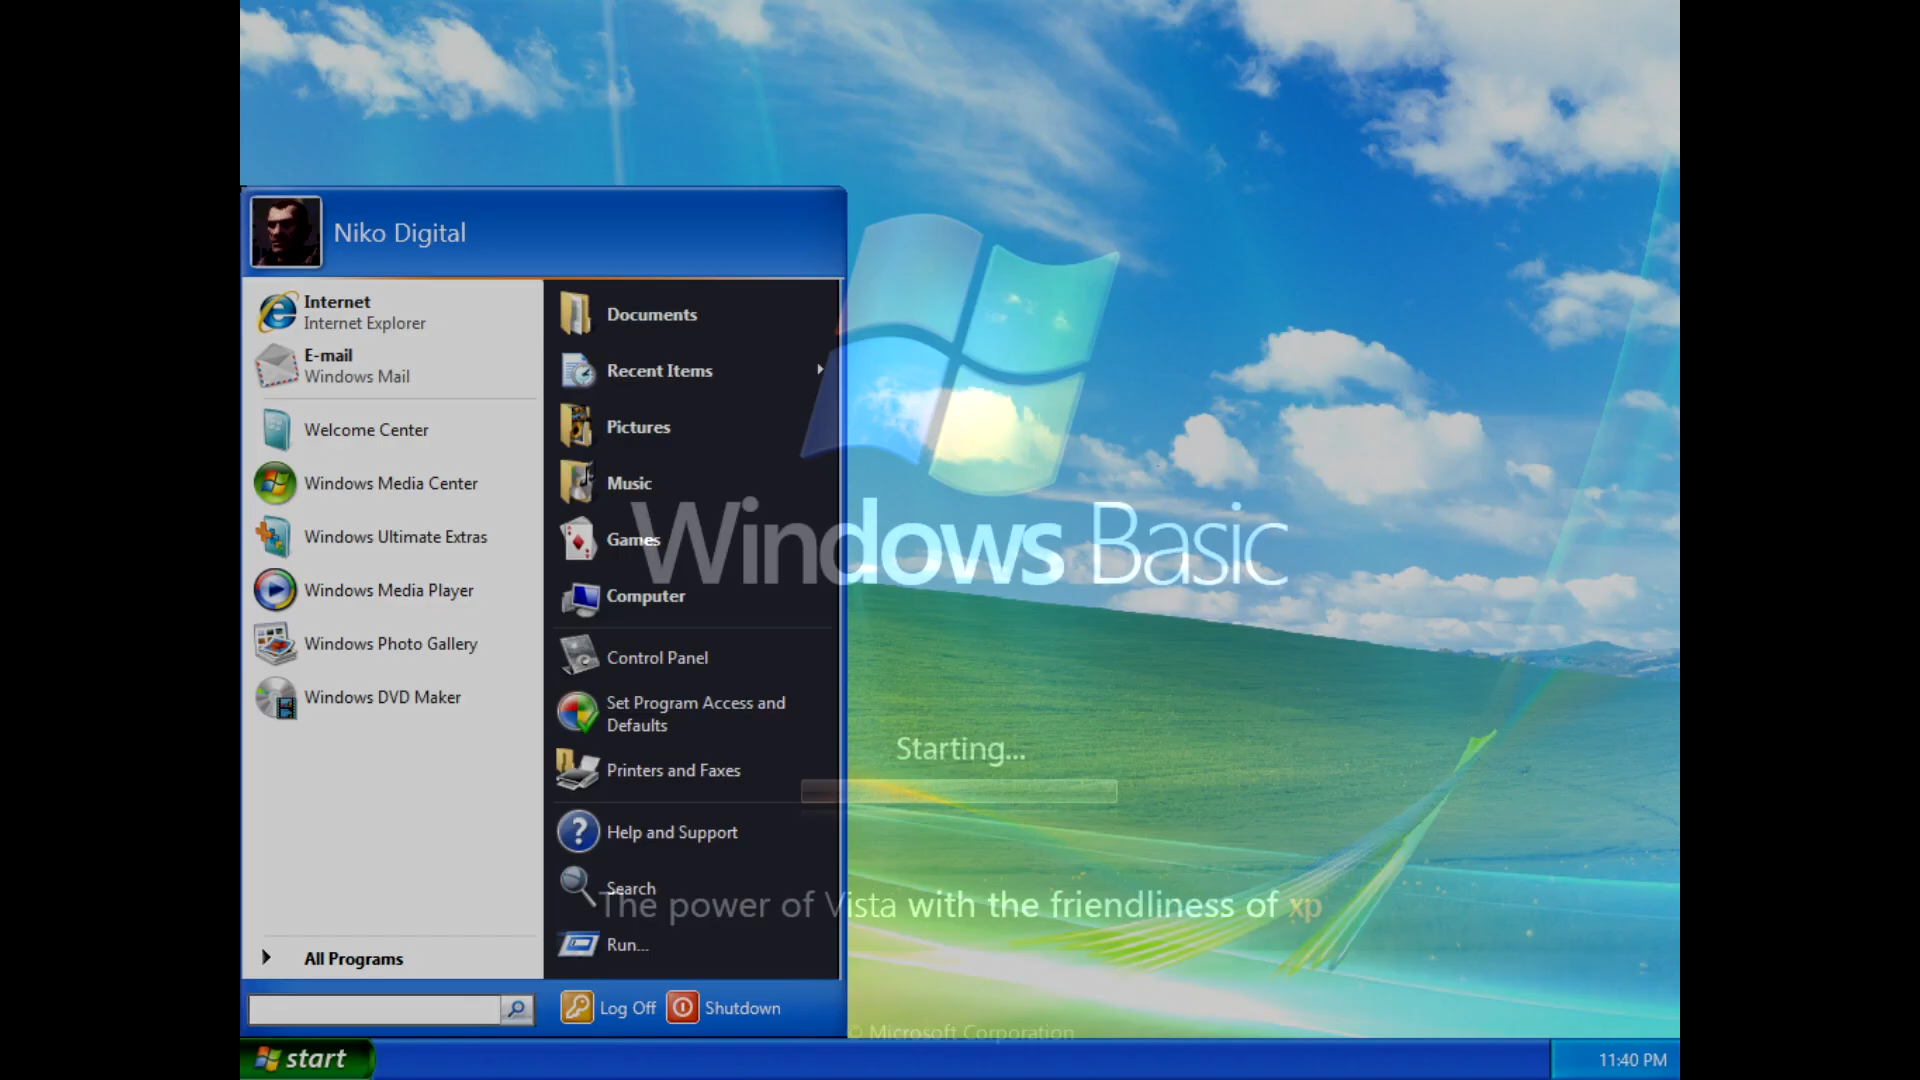 Niko Digital
Internet
Internet Explorer
E-mail
Windows Mail
Welcome Center
Windows Media Center
Windows Ultimate Extras
Windows Media Player
Windows Photo Gallery
Windows DVD Maker
All Programs
Documents
Recent Items
Pictures
Music
Games
Computer
Control Panel
Set Program Access and
Defaults
Printers and Faxes
Help and Support
Search
Run...
Log Off
Shutdown
Windows Basic
Starting...
The power of Vista with the friendliness of xp
© Microsoft Corporation
start
11:40 PM